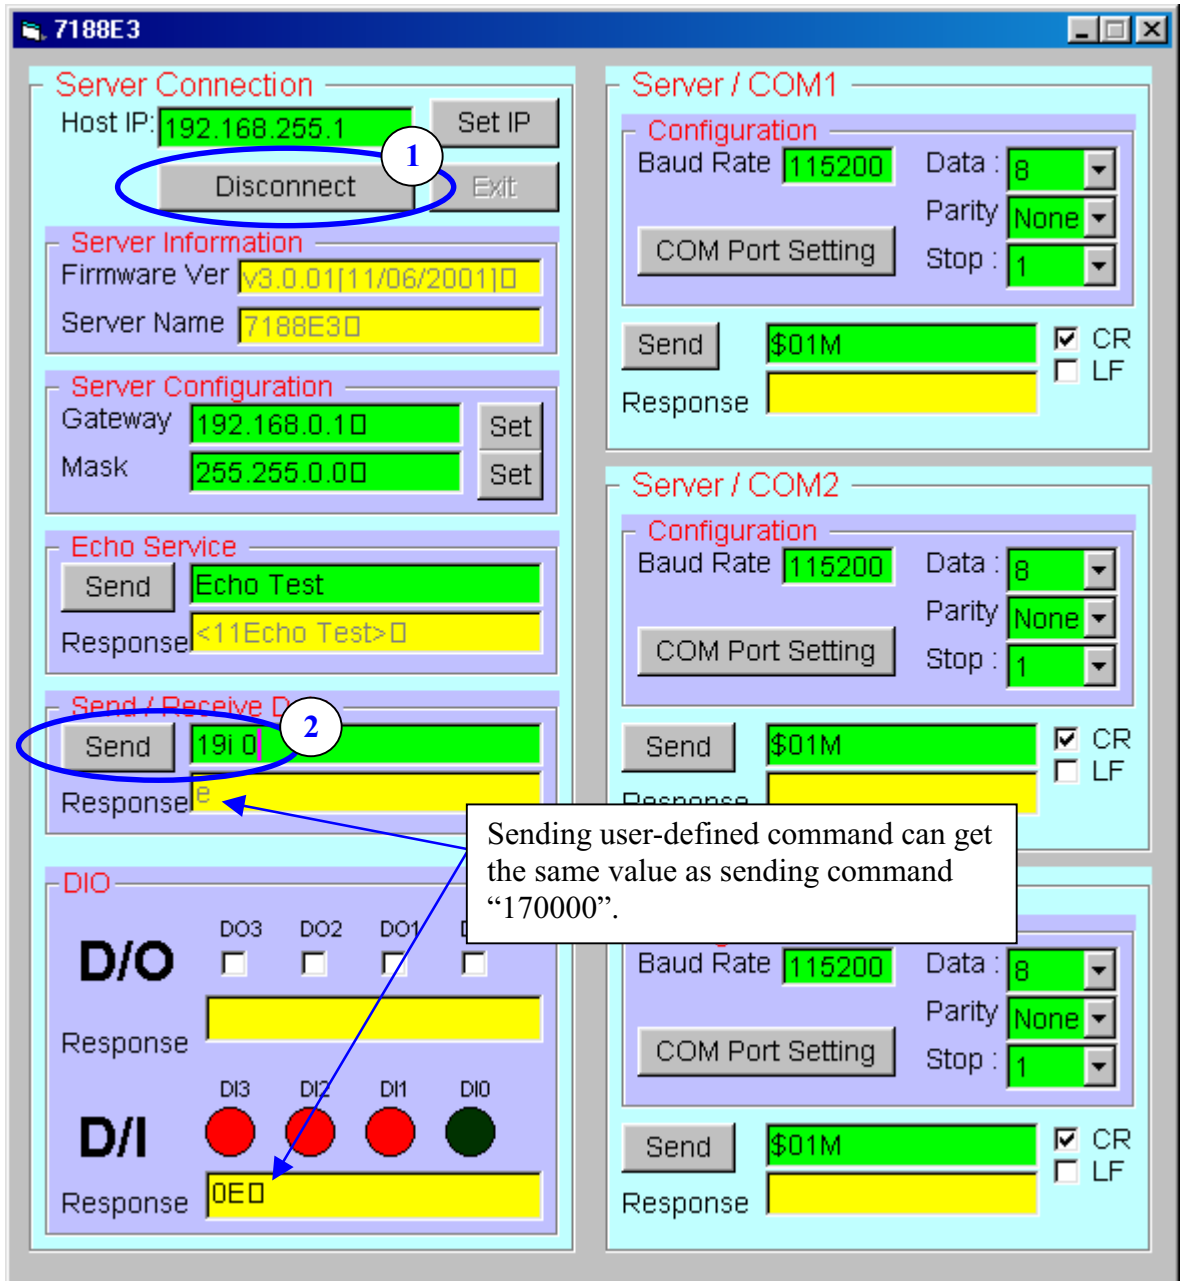 7188E3
Server Connection
Host IP: 192.168.255.1 Set IP
1
Disconnect Exit
Server Information
Firmware Ver v3.0.01[11/06/2001]
Server Name 7188E3
Server Configuration
Gateway 192.168.0.1 Set
Mask 255.255.0.0 Set
Echo Service
Send Echo Test
Response <11Echo Test>
Send / Receive D
2
Send 19i 0
Response e
Sending user-defined command can get
the same value as sending command
“170000”.
DIO
DO3 DO2 DO1
D/O
Response
DI3 DI2 DI1 DI0
D/I
Response 0E
Server / COM1
Configuration
Baud Rate 115200 Data : 8
Parity None
COM Port Setting Stop : 1
Send $01M CR
LF
Response
Server / COM2
Configuration
Baud Rate 115200 Data : 8
Parity None
COM Port Setting Stop : 1
Send $01M CR
LF
Response
Baud Rate 115200 Data : 8
Parity None
COM Port Setting Stop : 1
Send $01M CR
LF
Response